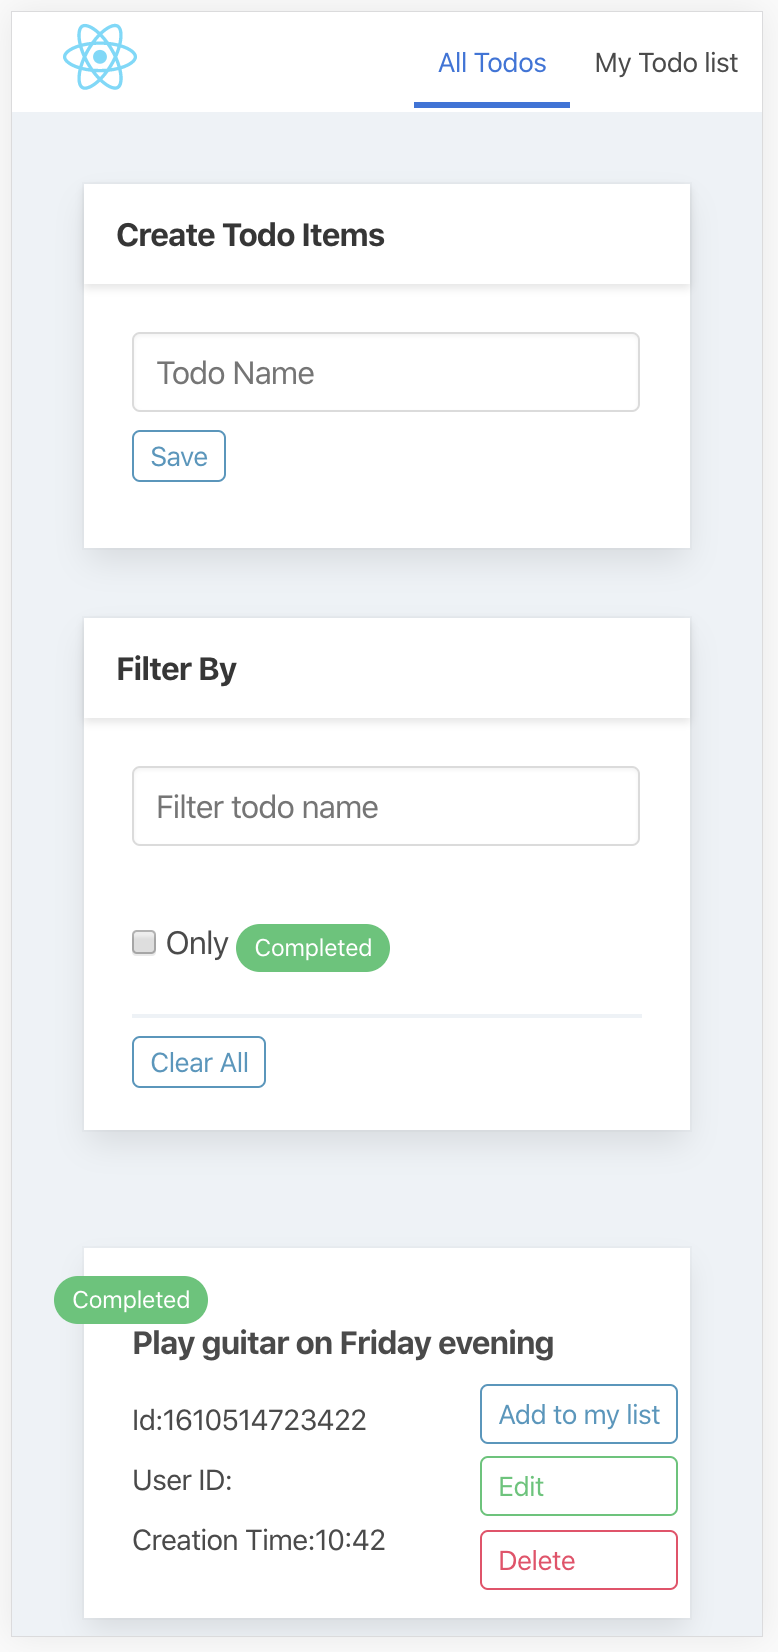 All Todos My Todo list
Create Todo Items
Todo Name
Save
Filter By
Filter todo name
Only Completed
Clear All
Completed
Play guitar on Friday evening
Id:1610514723422
Add to my list
User ID:
Edit
Creation Time:10:42
Delete